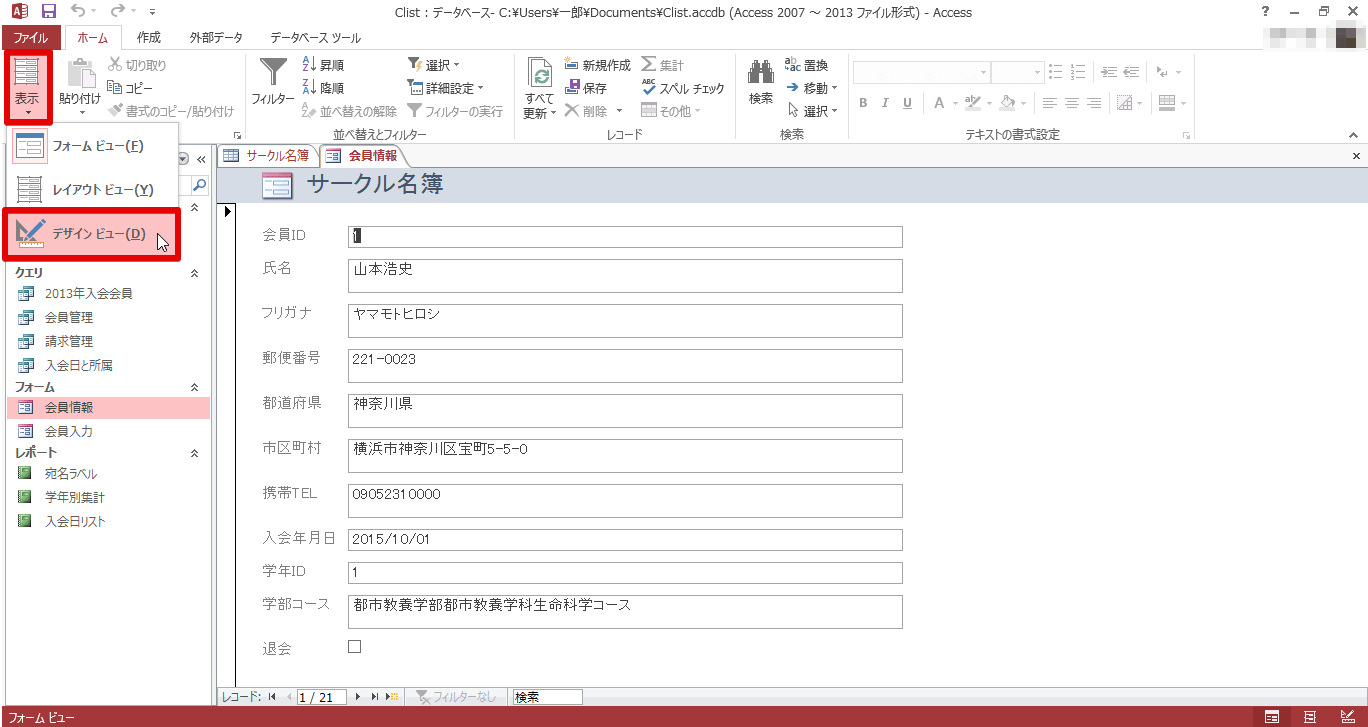 Clist : データベース- C:¥Users¥一郎¥Documents¥Clist.accdb (Access 2007 ～ 2013 ファイル形式) - Access
ファイル ホーム 作成 外部データ データベース ツール
表示
貼り付け
切り取り
コピー
書式のコピー/貼り付け
フィルター
昇順
降順
並べ替えの解除
選択
詳細設定
フィルターの実行
並べ替えとフィルター
すべて
更新
新規作成
保存
削除
集計
スペル チェック
その他
レコード
検索
置換
移動
選択
検索
B I U A
テキストの書式設定
フォーム ビュー(F)
レイアウト ビュー(Y)
デザイン ビュー(D)
クエリ
2013年入会会員
会員管理
請求管理
入会日と所属
フォーム
会員情報
会員入力
レポート
宛名ラベル
学年別集計
入会日リスト
サークル名簿 会員情報
サークル名簿
会員ID 1
氏名 山本浩史
フリガナ ヤマモトヒロシ
郵便番号 221-0023
都道府県 神奈川県
市区町村 横浜市神奈川区宝町5-5-0
携帯TEL 09052310000
入会年月日 2015/10/01
学年ID 1
学部コース 都市教養学部都市教養学科生命科学コース
退会
レコード: 1 / 21 フィルターなし 検索
フォーム ビュー